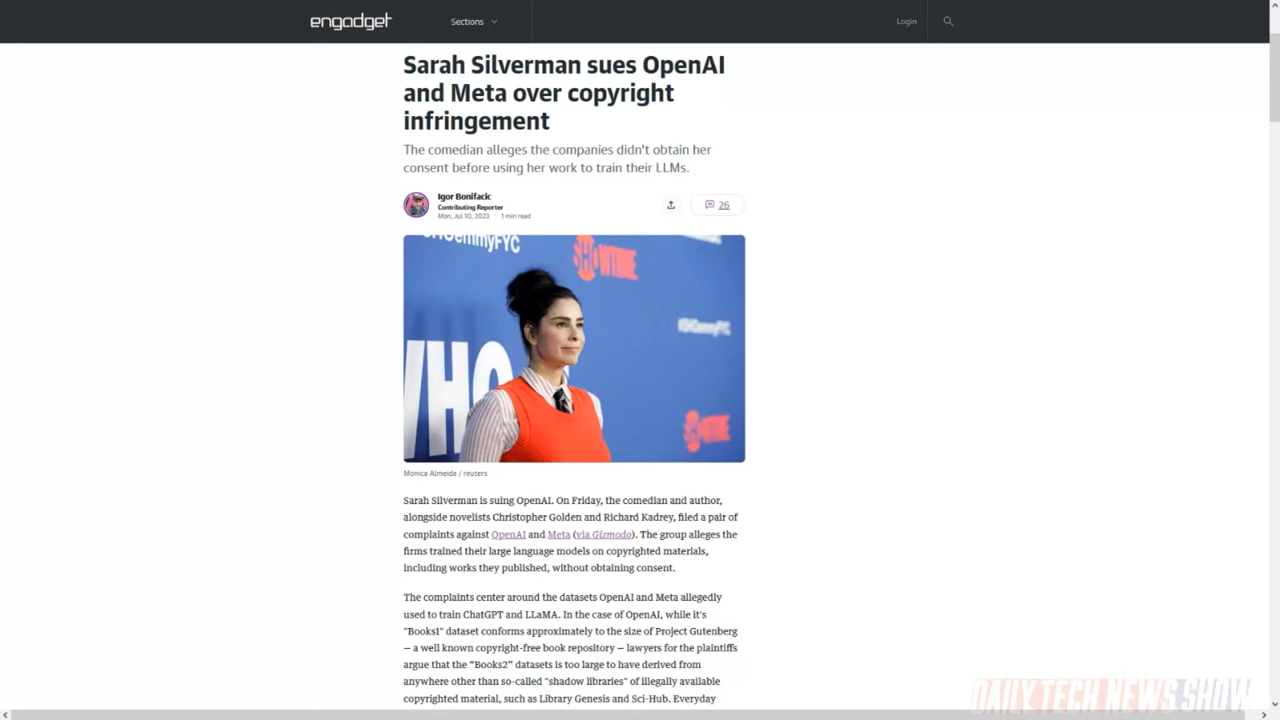 engadget
Sections
Login
Sarah Silverman sues OpenAI
and Meta over copyright
infringement
The comedian alleges the companies didn't obtain her
consent before using her work to train their LLMs.
Igor Bonifacic
Contributing Reporter
Mon, Jul 10, 2023 · 1 min read
26
SHOWTIME
WHO
SHOWTIME
Monica Almeida / reuters
Sarah Silverman is suing OpenAI. On Friday, the comedian and author,
alongside novelists Christopher Golden and Richard Kadrey, filed a pair of
complaints against OpenAI and Meta (via Gizmodo). The group alleges the
firms trained their large language models on copyrighted materials,
including works they published, without obtaining consent.
The complaints center around the datasets OpenAI and Meta allegedly
used to train ChatGPT and LLaMA. In the case of OpenAI, while it's
"Books1" dataset conforms approximately to the size of Project Gutenberg
— a well known copyright-free book repository — lawyers for the plaintiffs
argue that the “Books2” datasets is too large to have derived from
anywhere other than so-called "shadow libraries" of illegally available
copyrighted material, such as Library Genesis and Sci-Hub. Everyday
DAILY TECH NEWS SHOW